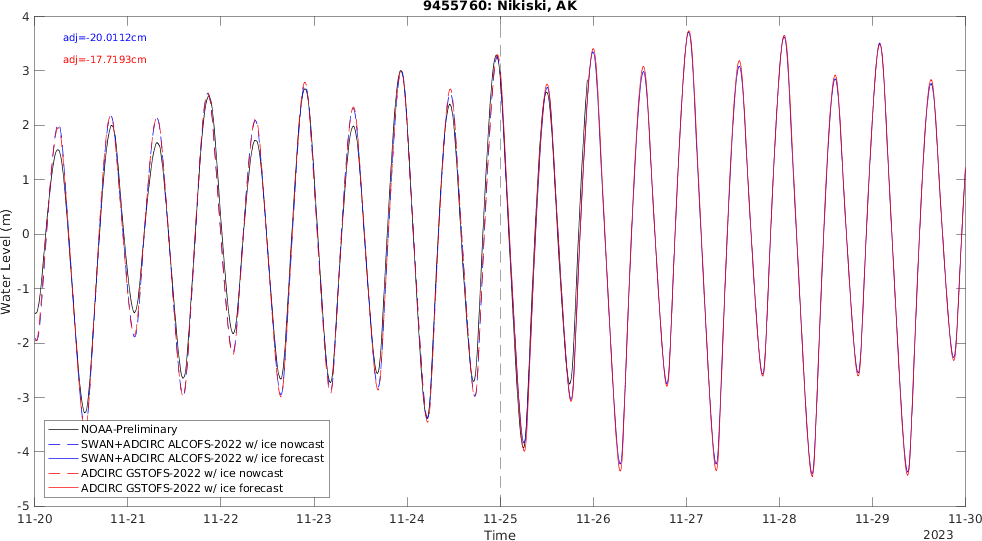 9455760: Nikiski, AK
adj=-20.0112cm
adj=-17.7193cm
4
3
2
1
0
-1
-2
-3
-4
-5
Water Level (m)
NOAA-Preliminary
SWAN+ADCIRC ALCOFS-2022 w/ ice nowcast
SWAN+ADCIRC ALCOFS-2022 w/ ice forecast
ADCIRC GSTOFS-2022 w/ ice nowcast
ADCIRC GSTOFS-2022 w/ ice forecast
11-20 11-21 11-22 11-23 11-24 11-25 11-26 11-27 11-28 11-29 11-30
Time
2023